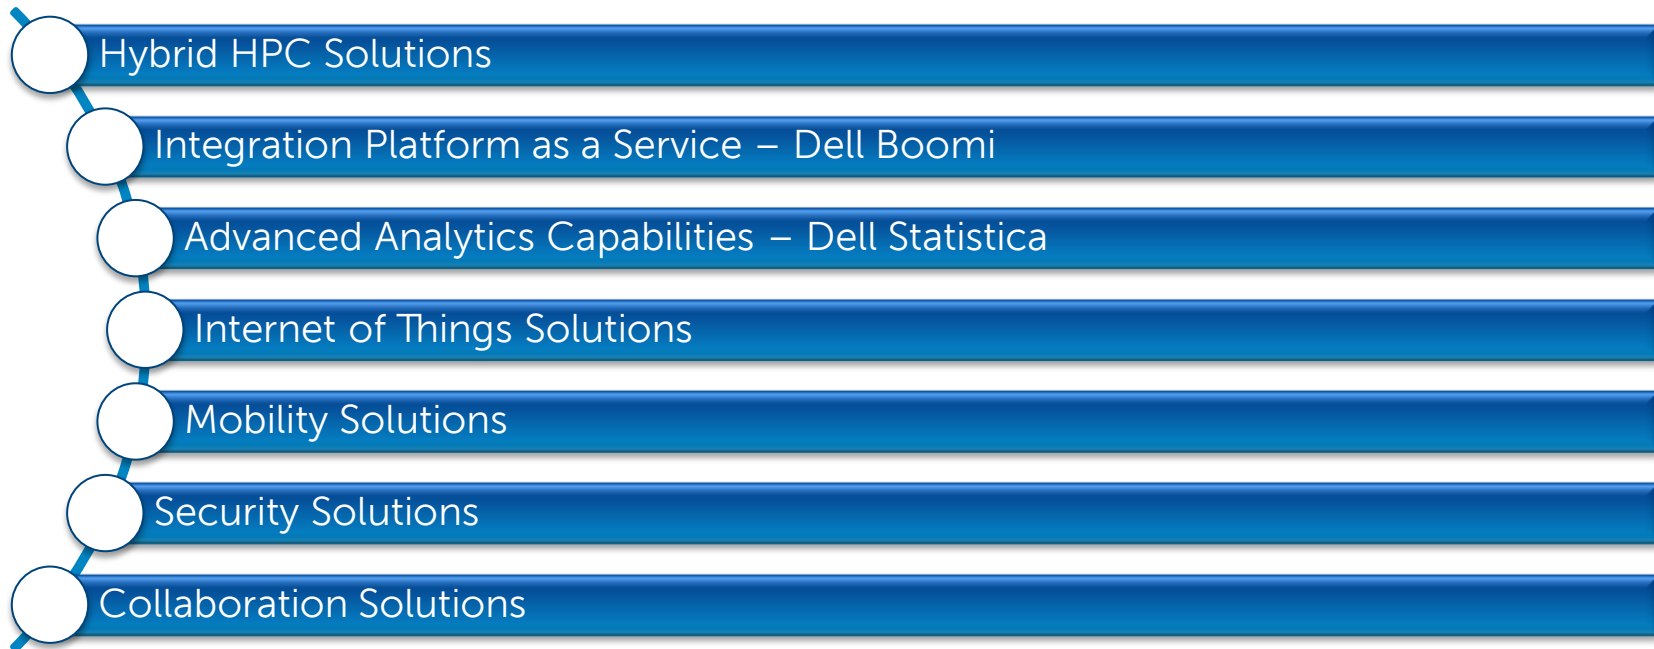 Hybrid HPC Solutions
Integration Platform as a Service – Dell Boomi
Advanced Analytics Capabilities – Dell Statistica
Internet of Things Solutions
Mobility Solutions
Security Solutions
Collaboration Solutions